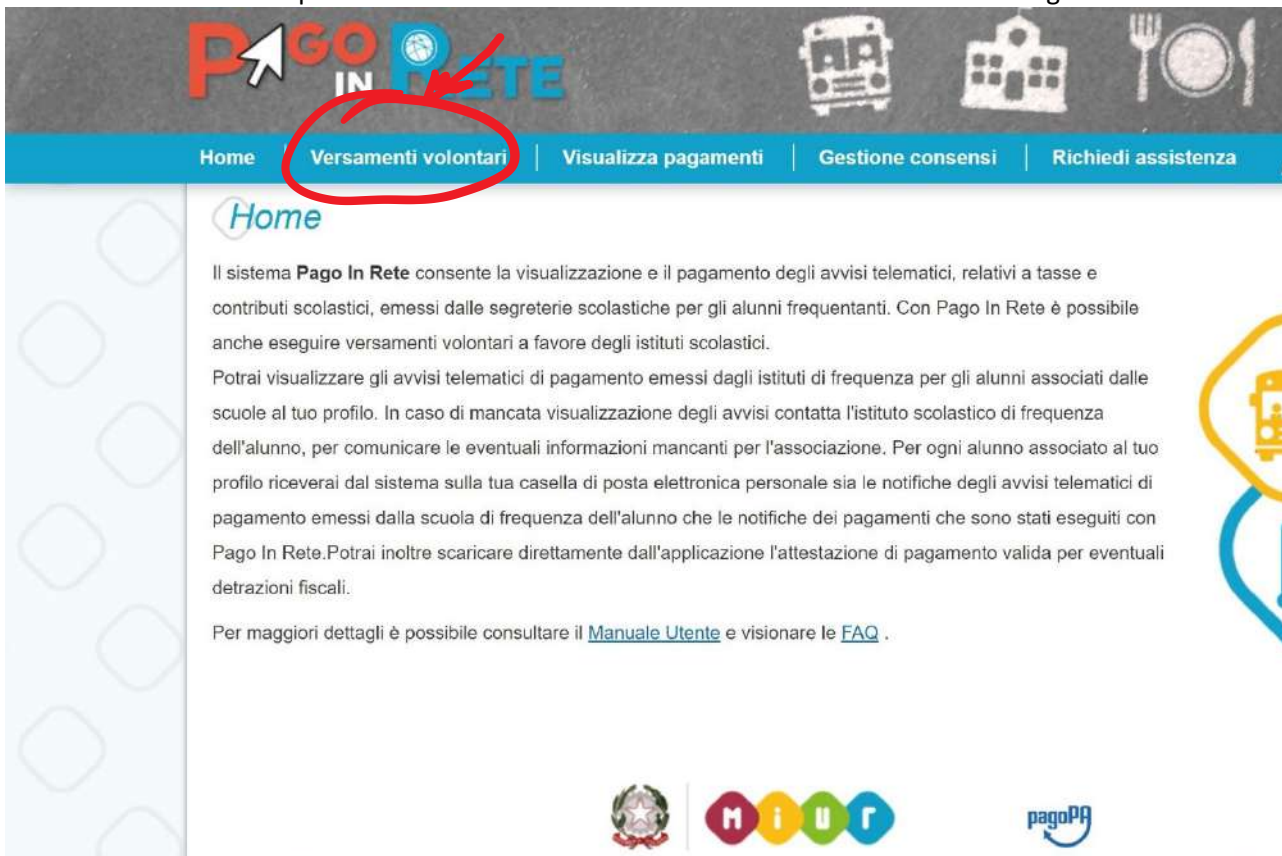 PAGO IN RETE
Home | Versamenti volontari | Visualizza pagamenti | Gestione consensi | Richiedi assistenza
Home
Il sistema Pago In Rete consente la visualizzazione e il pagamento degli avvisi telematici, relativi a tasse e
contributi scolastici, emessi dalle segreterie scolastiche per gli alunni frequentanti. Con Pago In Rete è possibile
anche eseguire versamenti volontari a favore degli istituti scolastici.
Potrai visualizzare gli avvisi telematici di pagamento emessi dagli istituti di frequenza per gli alunni associati dalle
scuole al tuo profilo. In caso di mancata visualizzazione degli avvisi contatta l'istituto scolastico di frequenza
dell'alunno, per comunicare le eventuali informazioni mancanti per l'associazione. Per ogni alunno associato al tuo
profilo riceverai dal sistema sulla tua casella di posta elettronica personale sia le notifiche degli avvisi telematici di
pagamento emessi dalla scuola di frequenza dell'alunno che le notifiche dei pagamenti che sono stati eseguiti con
Pago In Rete.Potrai inoltre scaricare direttamente dall'applicazione l'attestazione di pagamento valida per eventuali
detrazioni fiscali.
Per maggiori dettagli è possibile consultare il Manuale Utente e visionare le FAQ .
Miur
pagoPA